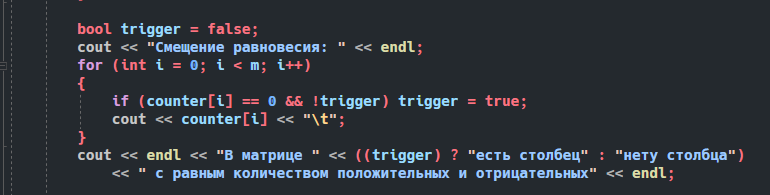 bool trigger = false;
cout << "Смещение равновесия: " << endl;
for (int i = 0; i < m; i++)
{
if (counter[i] == 0 && !trigger) trigger = true;
cout << counter[i] << "\t";
}
cout << endl << "В матрице " << ((trigger) ? "есть столбец" : "нету столбца")
<< " с равным количеством положительных и отрицательных" << endl;